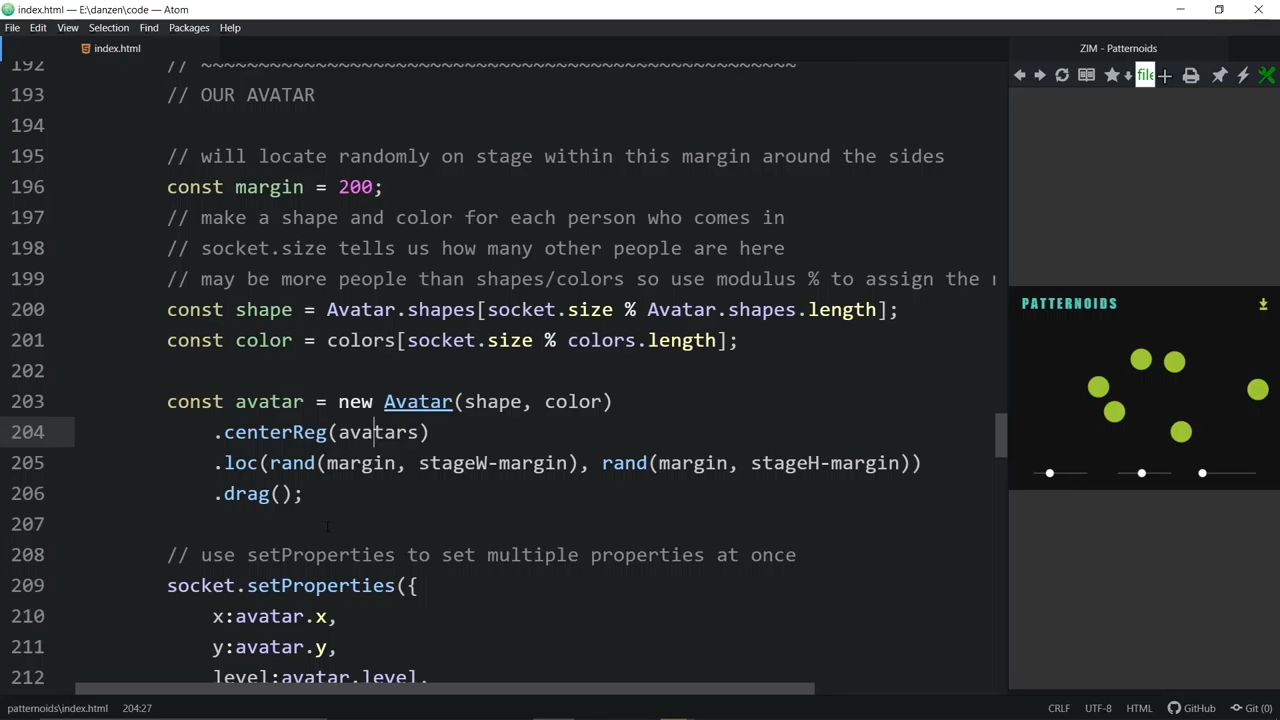 index.html — E:\danzen\code — Atom
File Edit View Selection Find Packages Help
index.html
ZIM - Patternoids
file
192 // ~~~~~~~~~~~~~~~~~~~~~~~~~~~~~~~~~~~~~~~~~~~~~~~~~~~~
193 // OUR AVATAR
194
195 // will locate randomly on stage within this margin around the sides
196 const margin = 200;
197 // make a shape and color for each person who comes in
198 // socket.size tells us how many other people are here
199 // may be more people than shapes/colors so use modulus % to assign the
200 const shape = Avatar.shapes[socket.size % Avatar.shapes.length];
201 const color = colors[socket.size % colors.length];
202
203 const avatar = new Avatar(shape, color)
204 .centerReg(avatars)
205 .loc(rand(margin, stageW-margin), rand(margin, stageH-margin))
206 .drag();
207
208 // use setProperties to set multiple properties at once
209 socket.setProperties({
210 x:avatar.x,
211 y:avatar.y,
212 level:avatar.level,
PATTERNOIDS
patternoids\index.html 204:27 CRLF UTF-8 HTML GitHub Git (0)